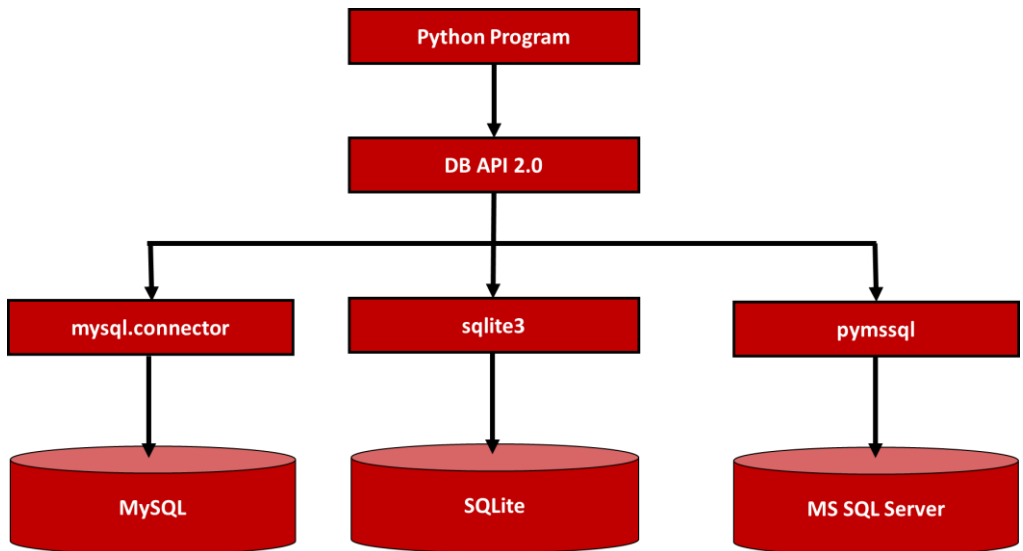 Python Program
DB API 2.0
mysql.connector
sqlite3
pymssql
MySQL
SQLite
MS SQL Server